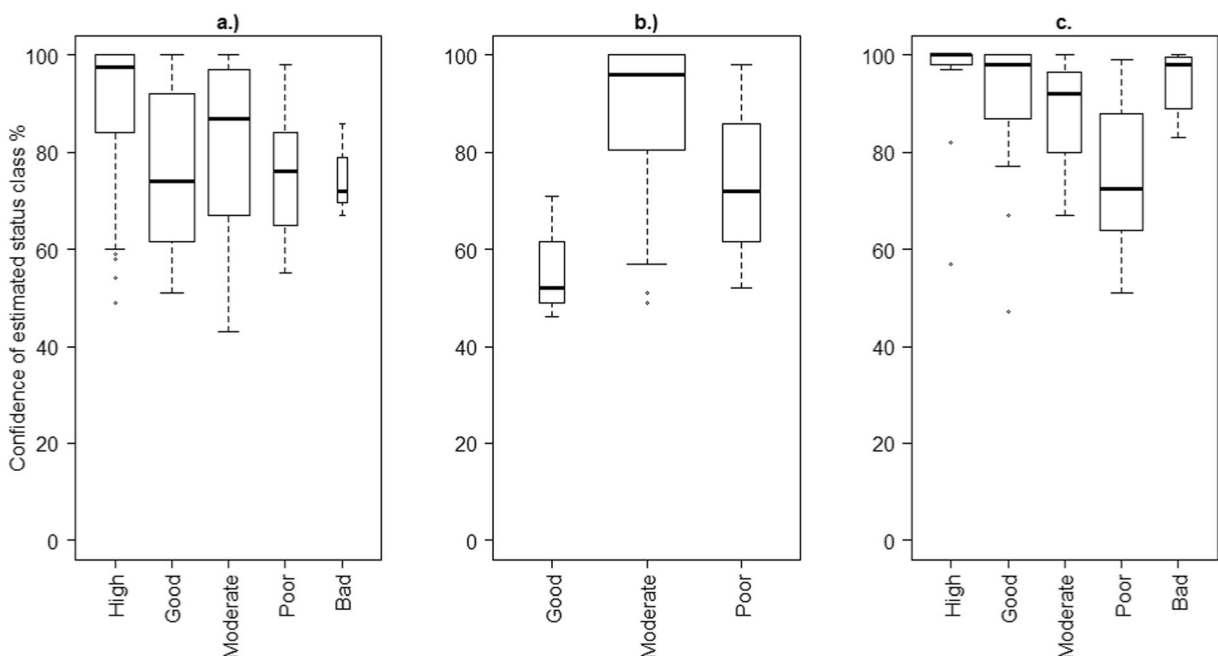 a.)
b.)
c.
Confidence of estimated status class %
100
80
60
40
20
0
High
Good
Moderate
Poor
Bad
100
80
60
40
20
0
Good
Moderate
Poor
100
80
60
40
20
0
High
Good
Moderate
Poor
Bad